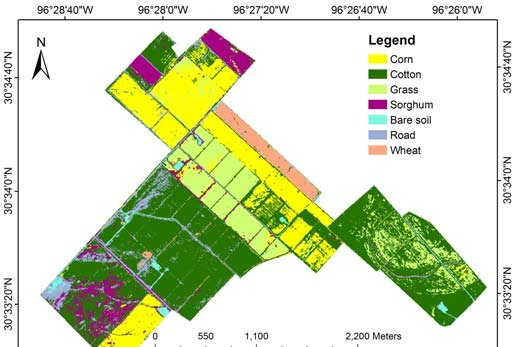 96°28'40"W 96°28'0"W 96°27'20"W 96°26'40"W 96°26'0"W
N
Legend
Corn
Cotton
Grass
Sorghum
Bare soil
Road
Wheat
30°34'40"N 30°34'40"N
30°34'0"N 30°34'0"N
30°33'20"N 30°33'20"N
0 550 1,100 2,200 Meters